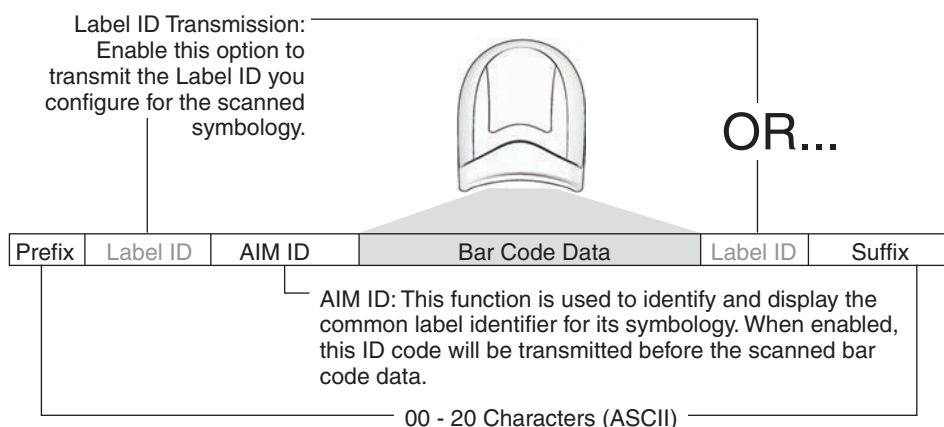 Label ID Transmission:
Enable this option to
transmit the Label ID you
configure for the scanned
symbology.
OR...
Prefix Label ID AIM ID Bar Code Data Label ID Suffix
AIM ID: This function is used to identify and display the
common label identifier for its symbology. When enabled,
this ID code will be transmitted before the scanned bar
code data.
00 - 20 Characters (ASCII)